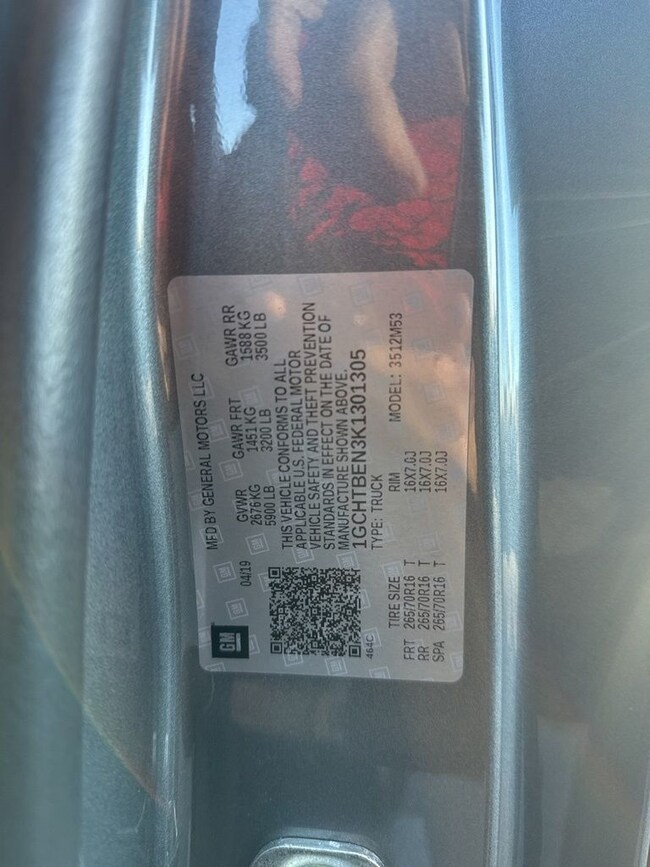 GM
MFD BY GENERAL MOTORS LLC
04/19
GVWR GAWR FRT GAWR RR
2676 KG 1451 KG 1588 KG
5900 LB 3200 LB 3500 LB
THIS VEHICLE CONFORMS TO ALL
APPLICABLE U.S. FEDERAL MOTOR
VEHICLE SAFETY AND THEFT PREVENTION
STANDARDS IN EFFECT ON THE DATE OF
MANUFACTURE SHOWN ABOVE.
1GCHTBEN3K1301305
464C
TYPE: TRUCK
TIRE SIZE RIM MODEL: 3512M53
FRT 265/70R16 T 16X7.0J
RR 265/70R16 T 16X7.0J
SPA 265/70R16 T 16X7.0J